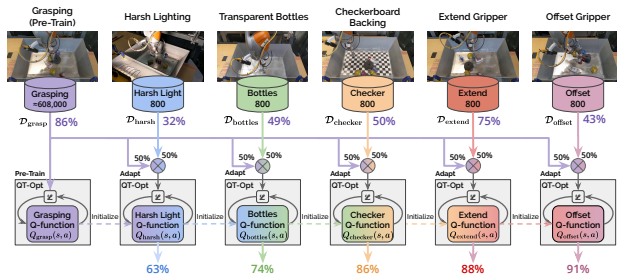 Grasping
(Pre-Train)
Harsh Lighting
Transparent Bottles
Checkerboard
Backing
Extend Gripper
Offset Gripper
Grasping
≈608,000
Harsh Light
800
Bottles
800
Checker
800
Extend
800
Offset
800
𝒟grasp 86%
𝒟harsh 32%
𝒟bottles 49%
𝒟checker 50%
𝒟extend 75%
𝒟offset 43%
50% 50%
50% 50%
50% 50%
50% 50%
50% 50%
Pre-Train
Adapt
Adapt
Adapt
Adapt
Adapt
QT-Opt
QT-Opt
QT-Opt
QT-Opt
QT-Opt
QT-Opt
Grasping
Q-function
Qgrasp(s, a)
Initialize
Harsh Light
Q-function
Qharsh(s, a)
Initialize
Bottles
Q-function
Qbottles(s, a)
Initialize
Checker
Q-function
Qchecker(s, a)
Initialize
Extend
Q-function
Qextend(s, a)
Initialize
Offset
Q-function
Qoffset(s, a)
63%
74%
86%
88%
91%